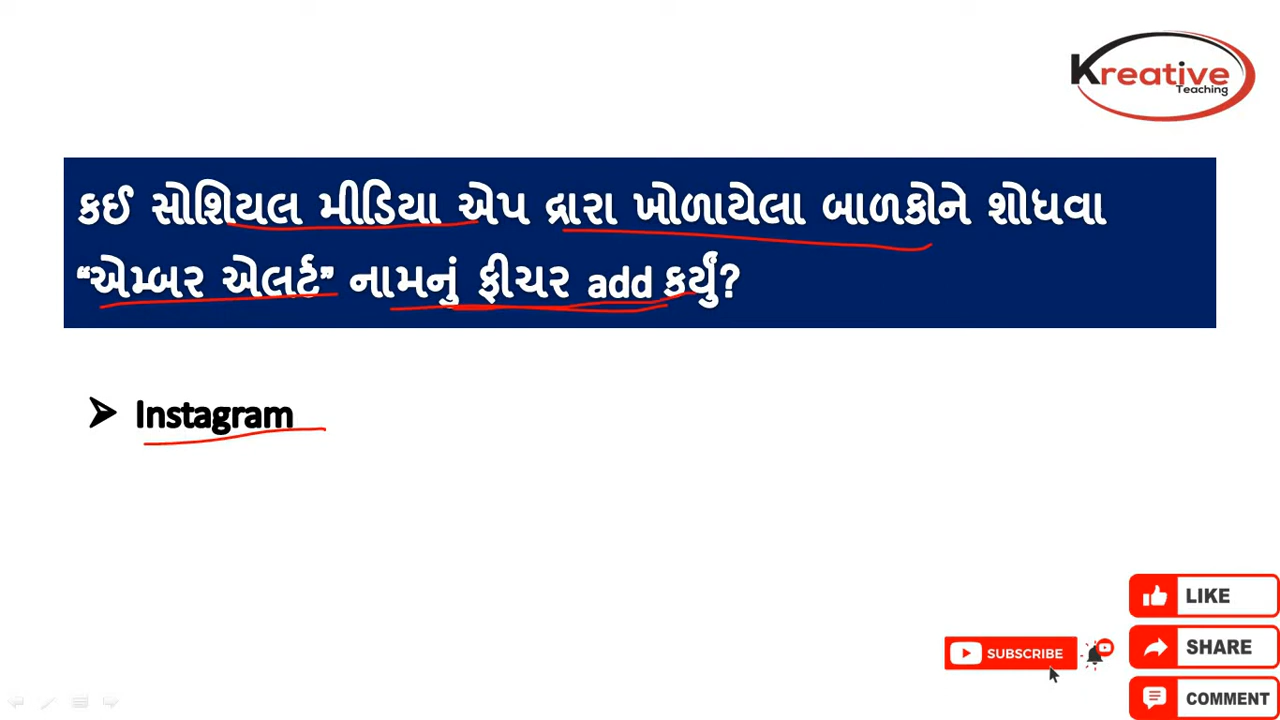 Kreative
Teaching
કઈ સોશિયલ મીડિયા એપ દ્રારા ખોળાયેલા બાળકોને શોધવા
“એમ્બર એલર્ટ” નામનું ફીચર add કર્યું?
➢ Instagram
LIKE
SUBSCRIBE
SHARE
COMMENT